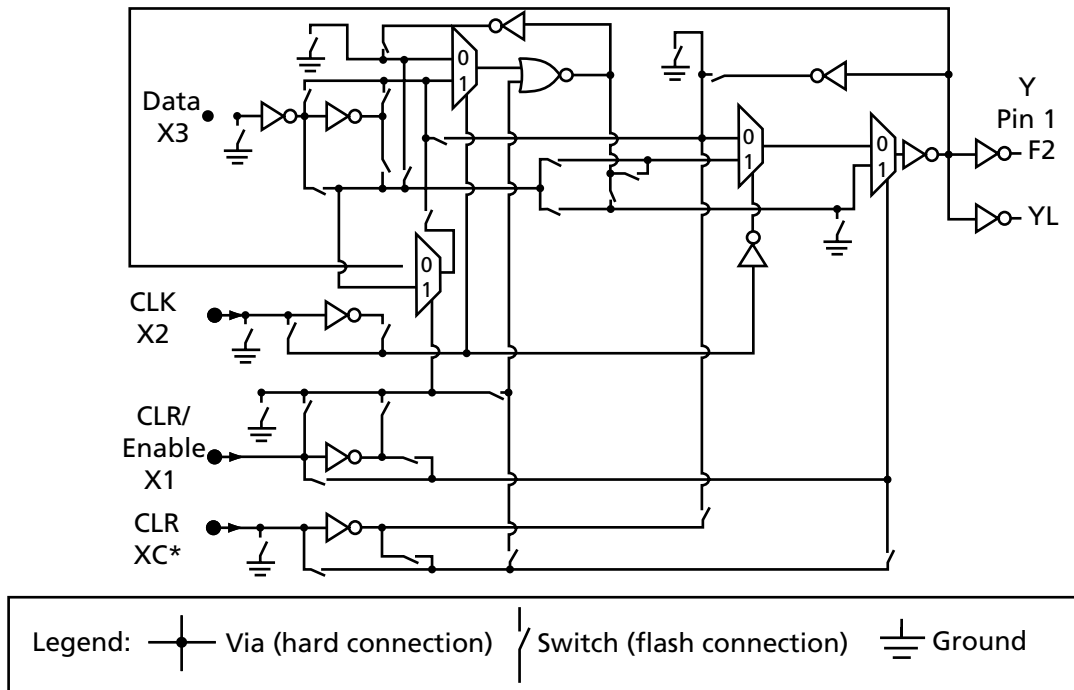 Data
X3
0
1
0
1
0
1
Y
Pin 1
F2
YL
0
1
CLK
X2
CLR/
Enable
X1
CLR
XC*
Legend: Via (hard connection) Switch (flash connection) Ground